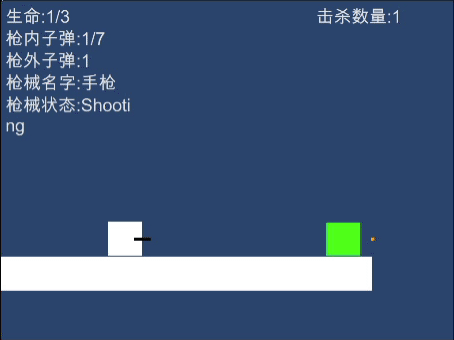 生命:1/3
击杀数量:1
枪内子弹:1/7
枪外子弹:1
枪械名字:手枪
枪械状态:Shooti
ng